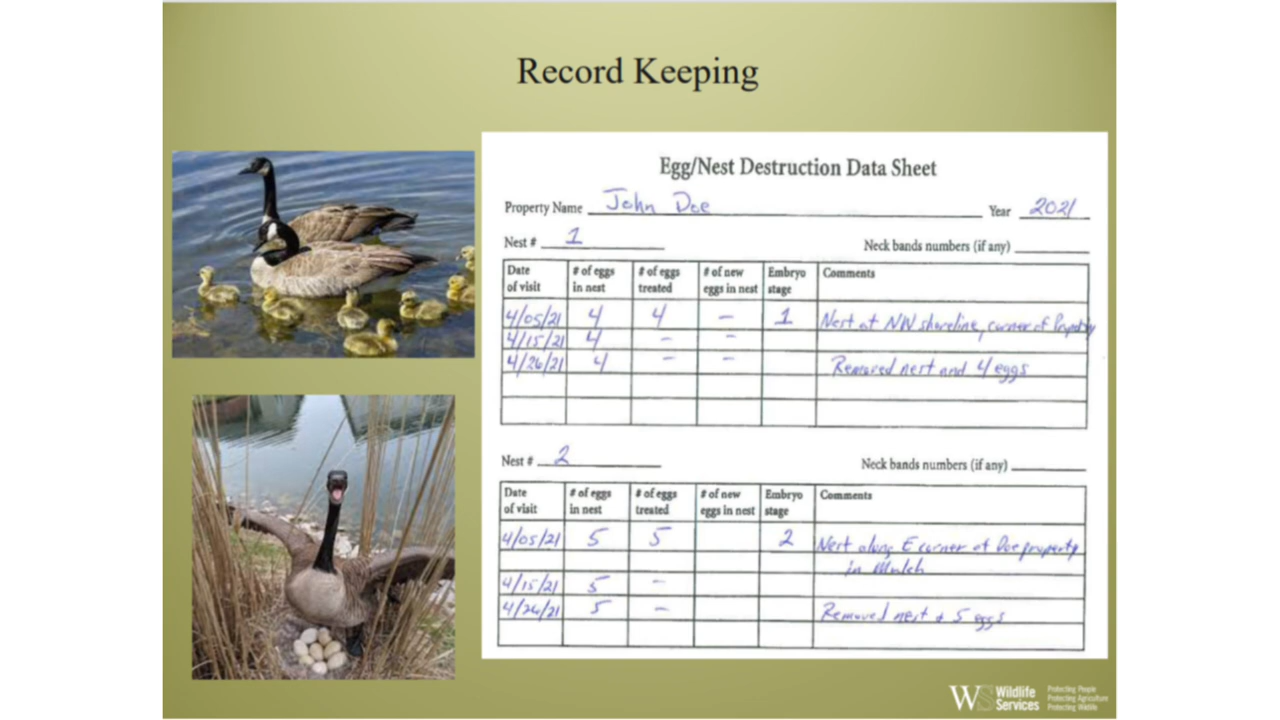 Record Keeping
Egg/Nest Destruction Data Sheet
Property Name John Doe Year 2021
Nest # 1 Neck bands numbers (if any)
Date of visit # of eggs in nest # of eggs treated # of new eggs in nest Embryo stage Comments
4/05/21 4 4 - 1 Nest at NW shoreline, corner of Property
4/15/21 4 - -
4/26/21 4 - - Removed nest and 4 eggs
Nest # 2 Neck bands numbers (if any)
Date of visit # of eggs in nest # of eggs treated # of new eggs in nest Embryo stage Comments
4/05/21 5 5 2 Nest along E corner of Doe property
in Mulch
4/15/21 5 -
4/26/21 5 - Removed nest + 5 eggs
WS Wildlife Services
Protecting People
Protecting Agriculture
Protecting Wildlife